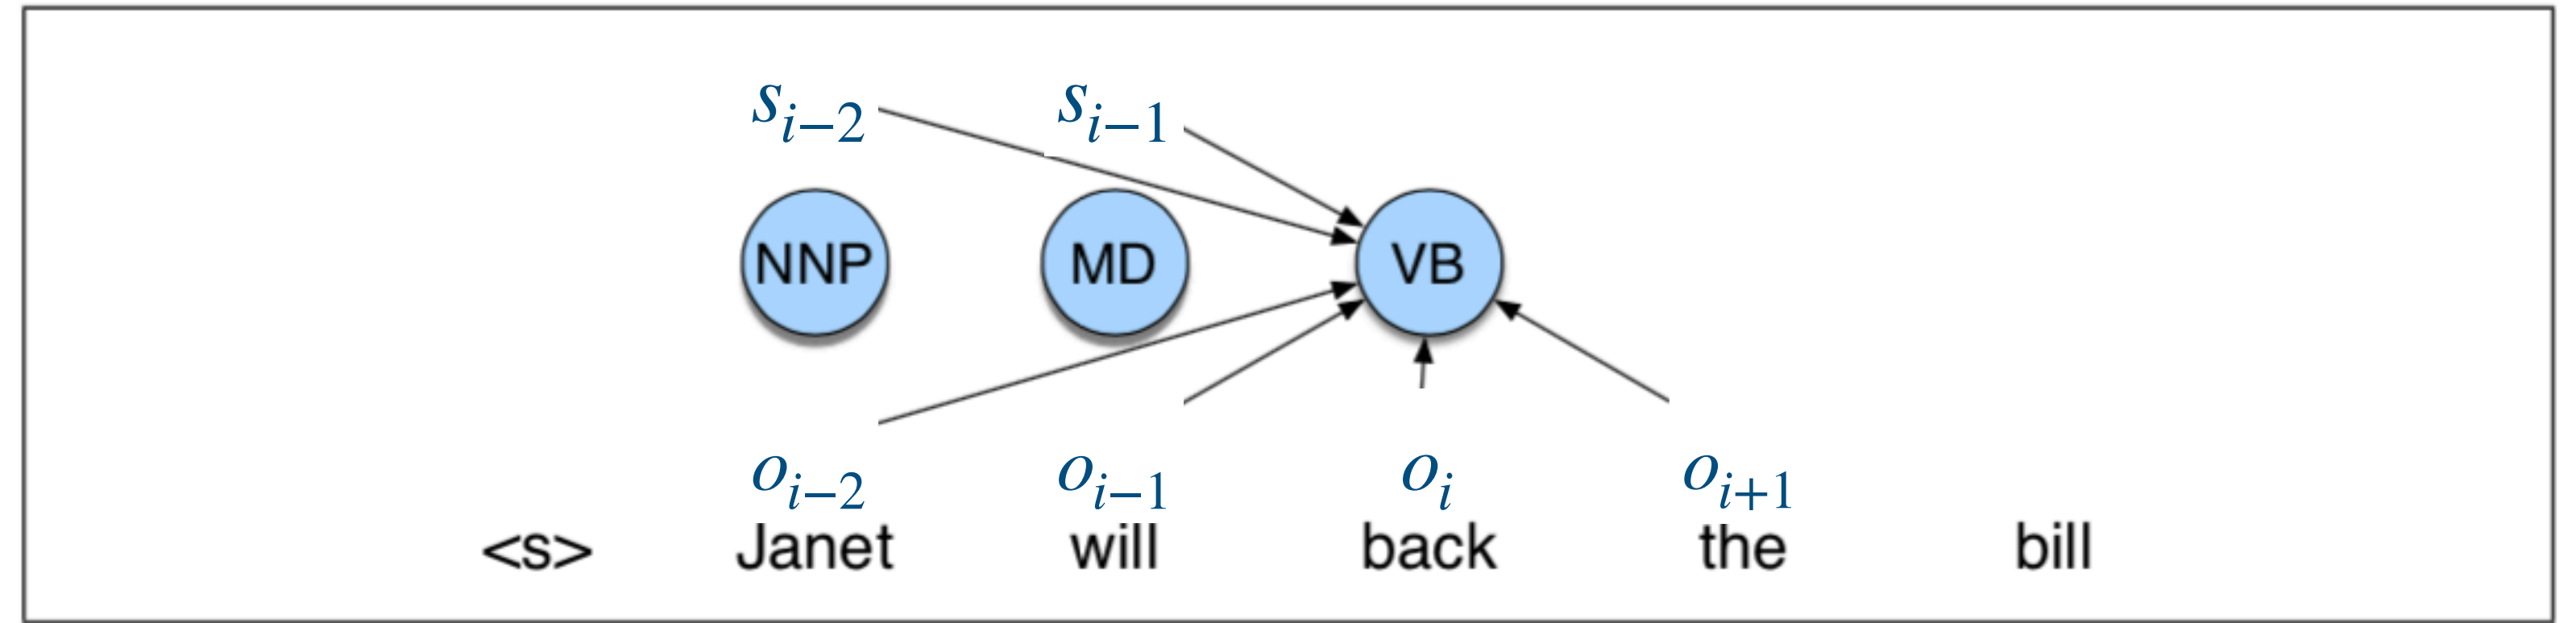 s_{i−2} s_{i−1}
NNP MD VB
o_{i−2} o_{i−1} o_i o_{i+1}
<s> Janet will back the bill